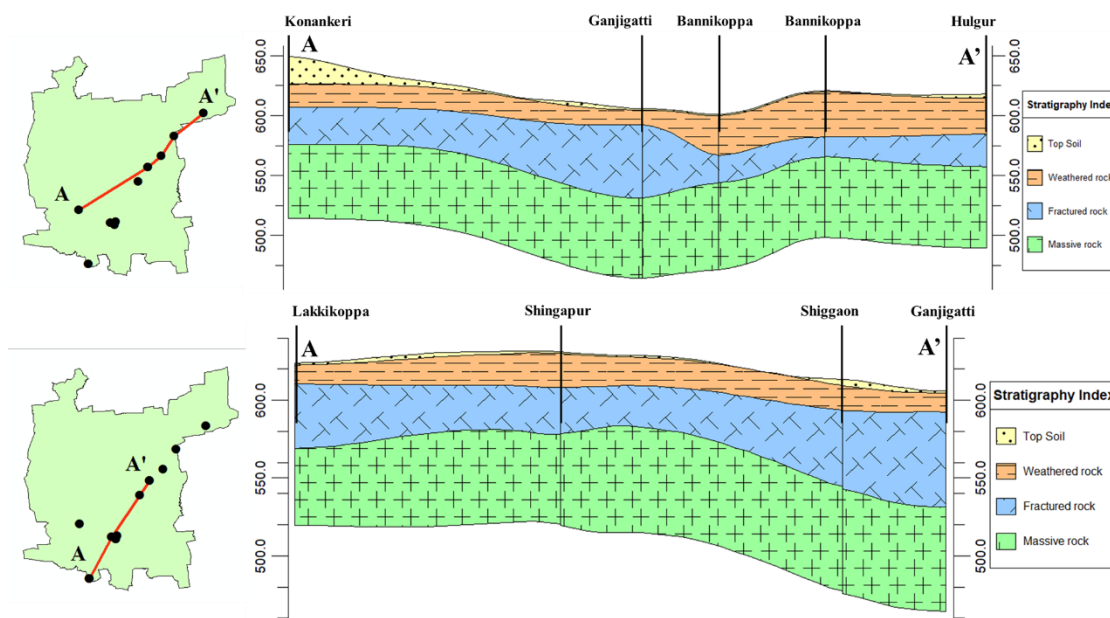 Konankeri Ganjigatti Bannikoppa Bannikoppa Hulgur
A A'
A' A
650.0 650.0
600.0 600.0
550.0 550.0
500.0 500.0
Stratigraphy Index
Top Soil
Weathered rock
Fractured rock
Massive rock
Lakkikoppa Shingapur Shiggaon Ganjigatti
A A’
A' A
600.0 600.0
550.0 550.0
500.0 500.0
Stratigraphy Index
Top Soil
Weathered rock
Fractured rock
Massive rock